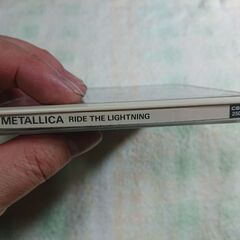 METALLICA RIDE THE LIGHTNING